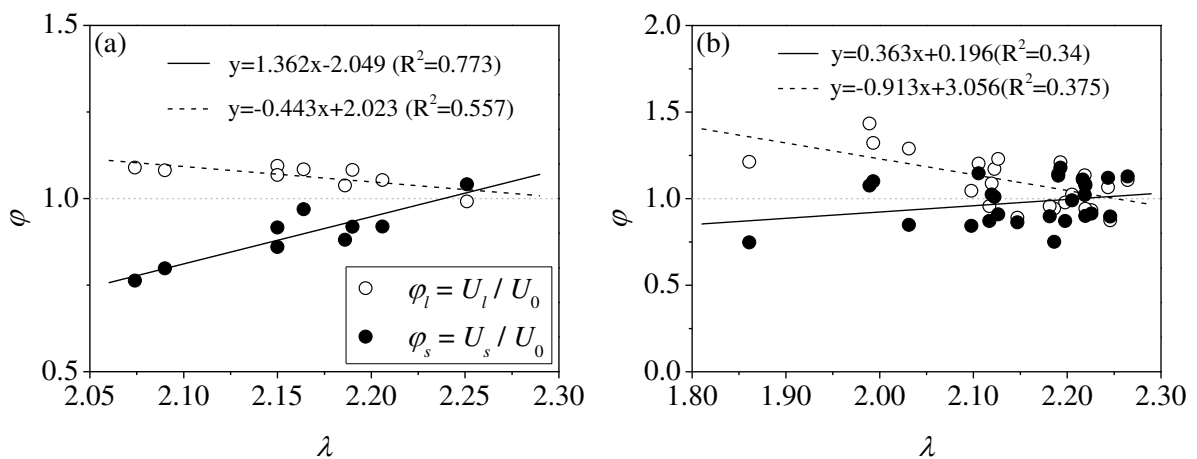 (a)
y=1.362x-2.049 (R²=0.773)
y=-0.443x+2.023 (R²=0.557)
φl = Ul / U0
φs = Us / U0
1.5
1.0
0.5
φ
2.05 2.10 2.15 2.20 2.25 2.30
λ
(b)
y=0.363x+0.196(R²=0.34)
y=-0.913x+3.056(R²=0.375)
2.0
1.5
1.0
0.5
0.0
φ
1.80 1.90 2.00 2.10 2.20 2.30
λ